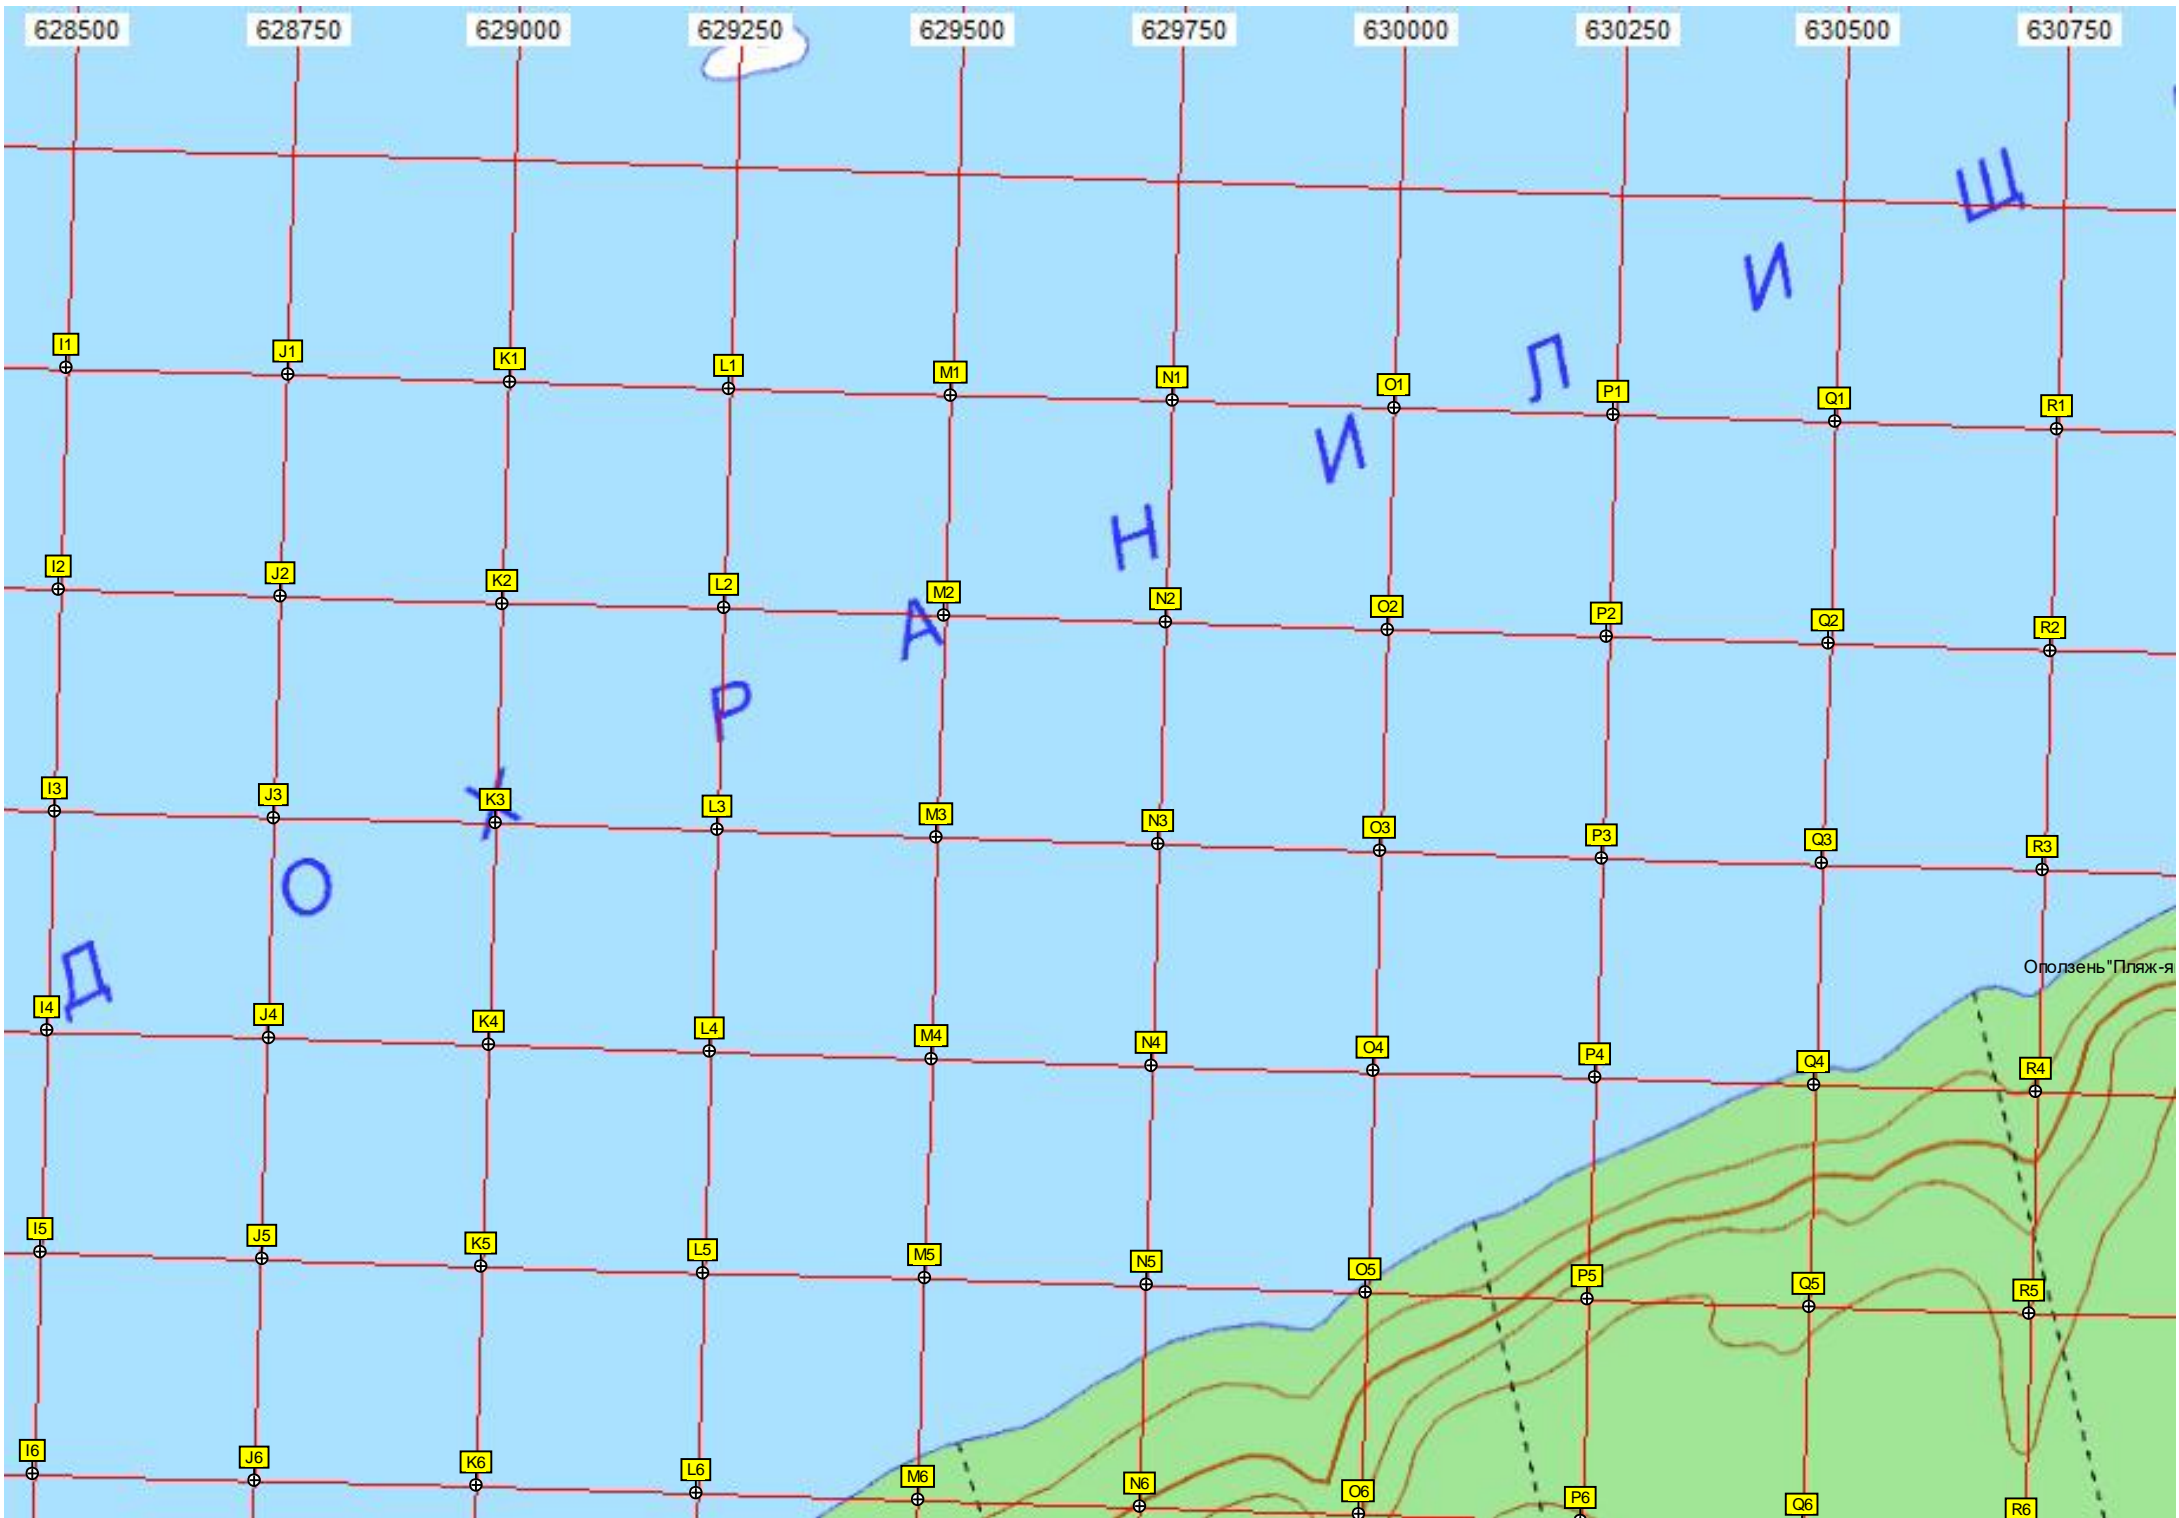 628500 628750 629000 629250 629500 629750 630000 630250 630500 630750
Щ
И
Л
И
Н
А
Р
Ж
О
Д
I1 J1 K1 L1 M1 N1 O1 P1 Q1 R1
I2 J2 K2 L2 M2 N2 O2 P2 Q2 R2
I3 J3 K3 L3 M3 N3 O3 P3 Q3 R3
Оползень "Пляж-я
I4 J4 K4 L4 M4 N4 O4 P4 Q4 R4
I5 J5 K5 L5 M5 N5 O5 P5 Q5 R5
I6 J6 K6 L6 M6 N6 O6 P6 Q6 R6